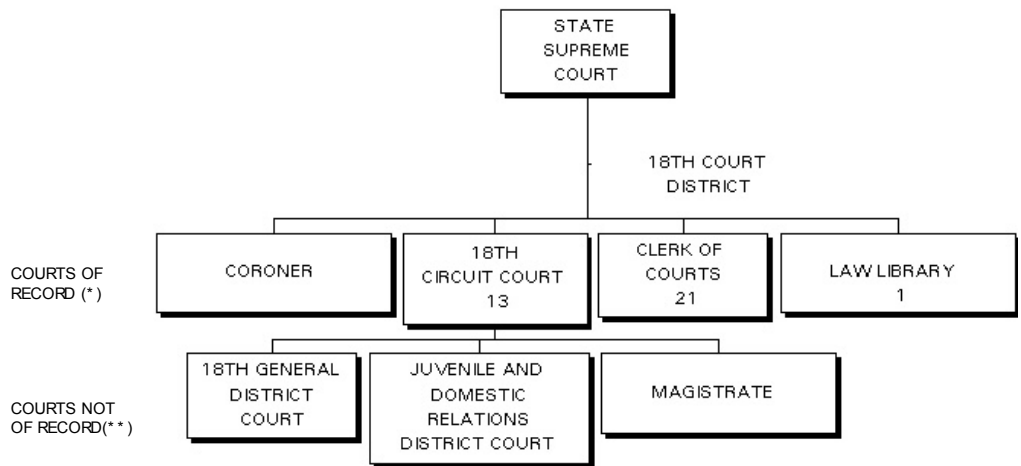 STATE
SUPREME
COURT
18TH COURT
DISTRICT
COURTS OF
RECORD (*)
CORONER
18TH
CIRCUIT COURT
13
CLERK OF
COURTS
21
LAW LIBRARY
1
COURTS NOT
OF RECORD(**)
18TH GENERAL
DISTRICT
COURT
JUVENILE AND
DOMESTIC
RELATIONS
DISTRICT COURT
MAGISTRATE